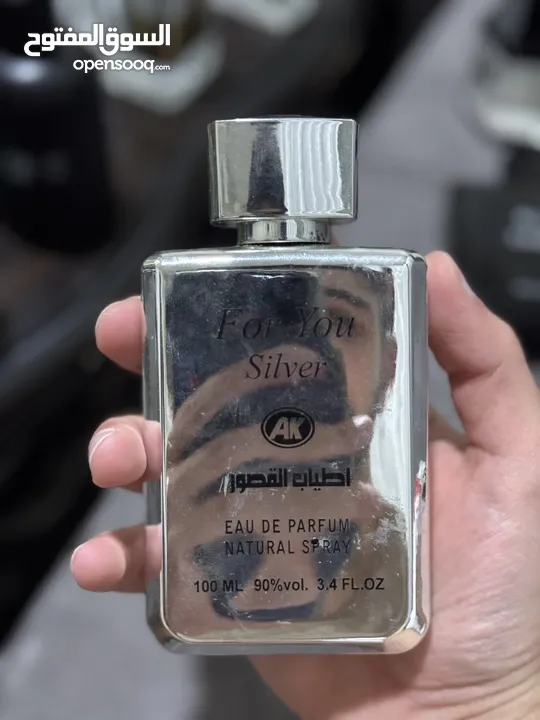 السوق المفتوح
opensooq.com
For You
Silver
AK
اطياب القصور
EAU DE PARFUM
NATURAL SPRAY
100 ML 90%vol. 3.4 FL.OZ